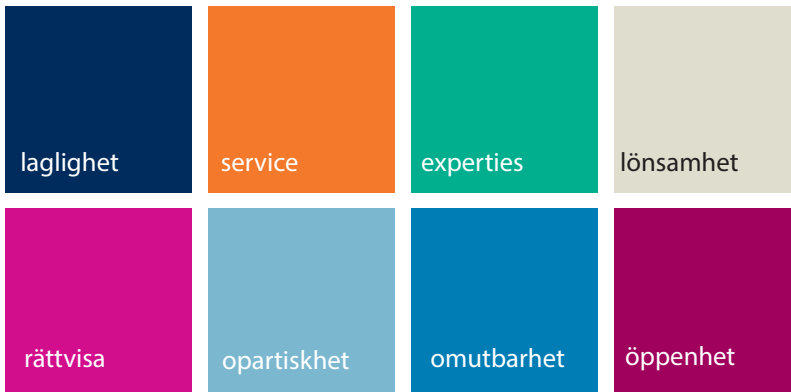 laglighet
service
experties
lönsamhet
rättvisa
opartiskhet
omutbarhet
öppenhet